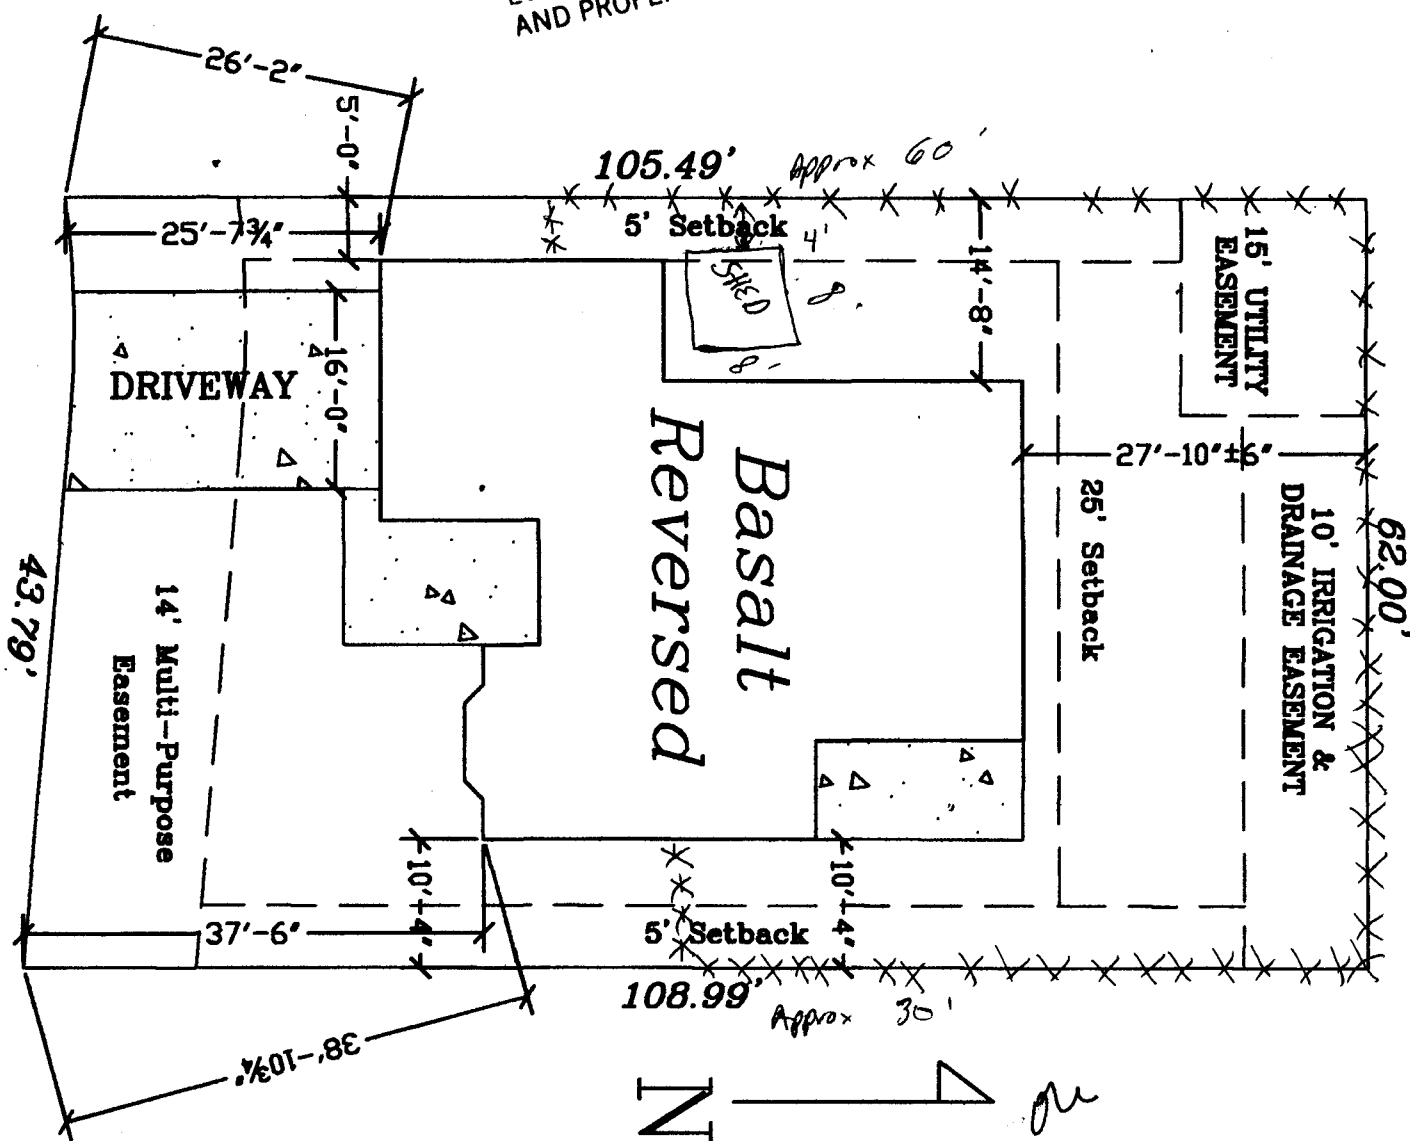 AND PROPE
26'-2"
5'-0"
105.49'
Approx 60'
25'-7¾"
5' Setback
4'
SHED
8'
8'
14'-8"
15' UTILITY
EASEMENT
16'-0"
DRIVEWAY
Basalt
Reversed
27'-10"±6"
25' Setback
10' IRRIGATION &
DRAINAGE EASEMENT
62.00'
43.79'
14' Multi-Purpose
Easement
10'-4"
10'-4"
37'-6"
5' Setback
108.99'
Approx 30'
38'-10¾"
N